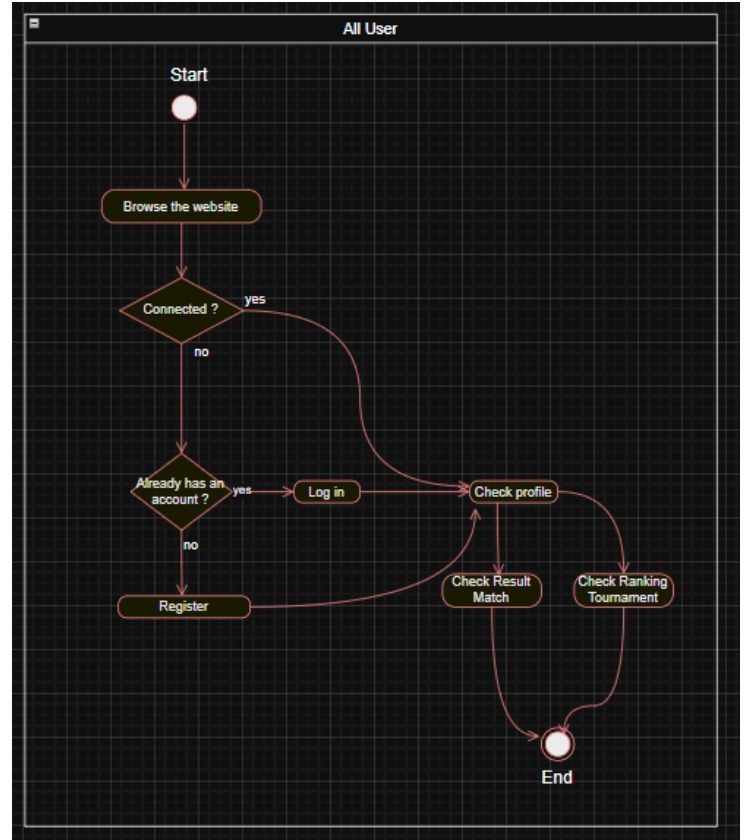 All User
Start
Browse the website
Connected ?
yes
no
Already has an
account ?
yes
Log in
Check profile
no
Register
Check Result
Match
Check Ranking
Tournament
End